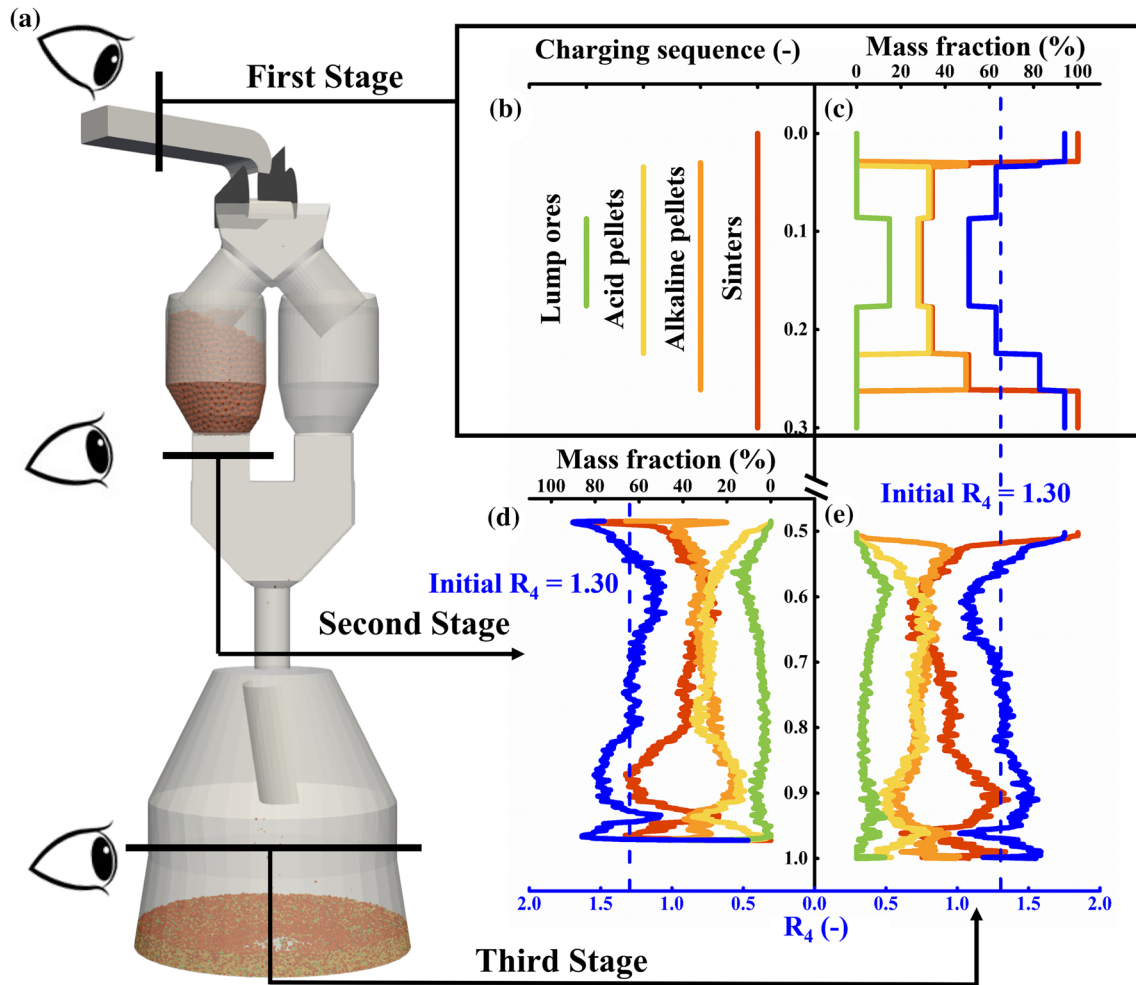 (a)
First Stage
Second Stage
Third Stage
Charging sequence (-)
(b)
Lump ores
Acid pellets
Alkaline pellets
Sinters
Mass fraction (%)
0 20 40 60 80 100
(c)
0.0
0.1
0.2
0.3
Mass fraction (%)
100 80 60 40 20 0
(d)
Initial R₄ = 1.30
2.0 1.5 1.0 0.5
Initial R₄ = 1.30
(e)
0.5
0.6
0.7
0.8
0.9
1.0
0.0 0.5 1.0 1.5 2.0
R₄ (-)